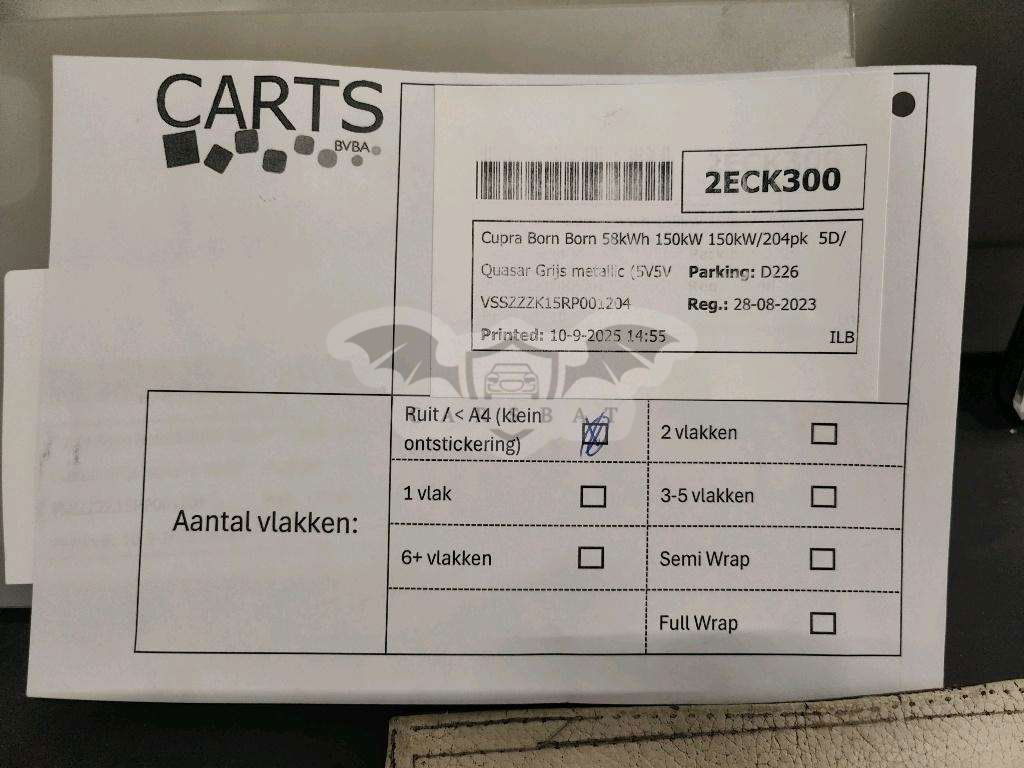 CARTS
BVBA
2ECK300
Cupra Born Born 58kWh 150kW 150kW/204pk 5D/
Quasar Grijs metallic (5V5V Parking: D226
VSSZZZK15RP001204 Reg.: 28-08-2023
Printed: 10-9-2025 14:55 ILB
CARSBAT
Ruit / < A4 (klein
ontstickering)
2 vlakken
1 vlak
3-5 vlakken
Aantal vlakken:
6+ vlakken
Semi Wrap
Full Wrap